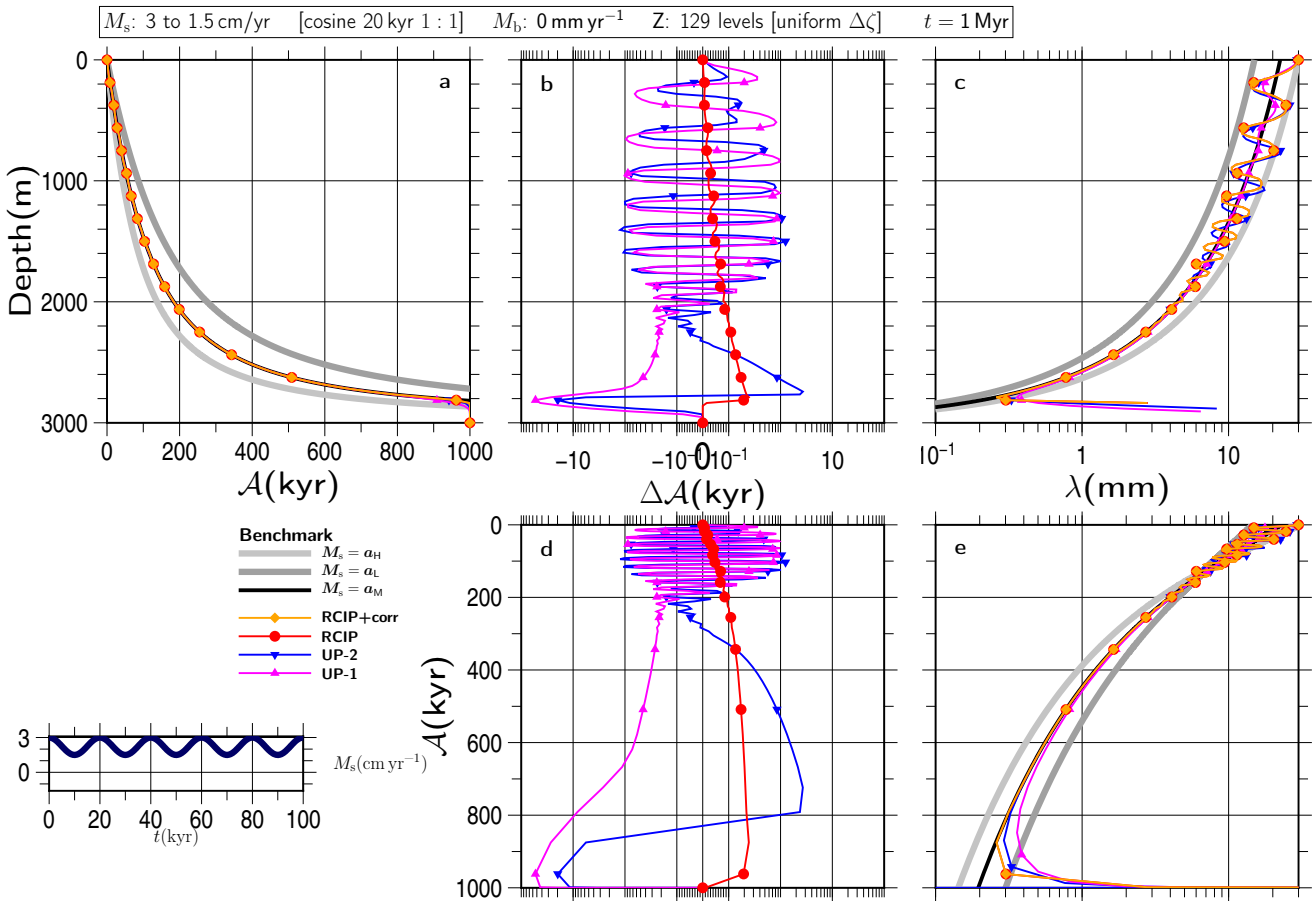 Mₛ: 3 to 1.5 cm/yr [cosine 20 kyr 1 : 1] M_b: 0 mm yr⁻¹ Z: 129 levels [uniform Δζ] t = 1 Myr
a b c
0 1000 2000 3000
Depth(m)
0 200 400 600 800 1000
𝒜(kyr)
−10 −10⁻¹ 0 10⁻¹ 10
Δ𝒜(kyr)
10⁻¹ 1 10
λ(mm)
d e
0 200 400 600 800 1000
𝒜(kyr)
Benchmark
Mₛ = a_H
Mₛ = a_L
Mₛ = a_M
RCIP+corr
RCIP
UP-2
UP-1
3
0
Mₛ(cm yr⁻¹)
0 20 40 60 80 100
t(kyr)